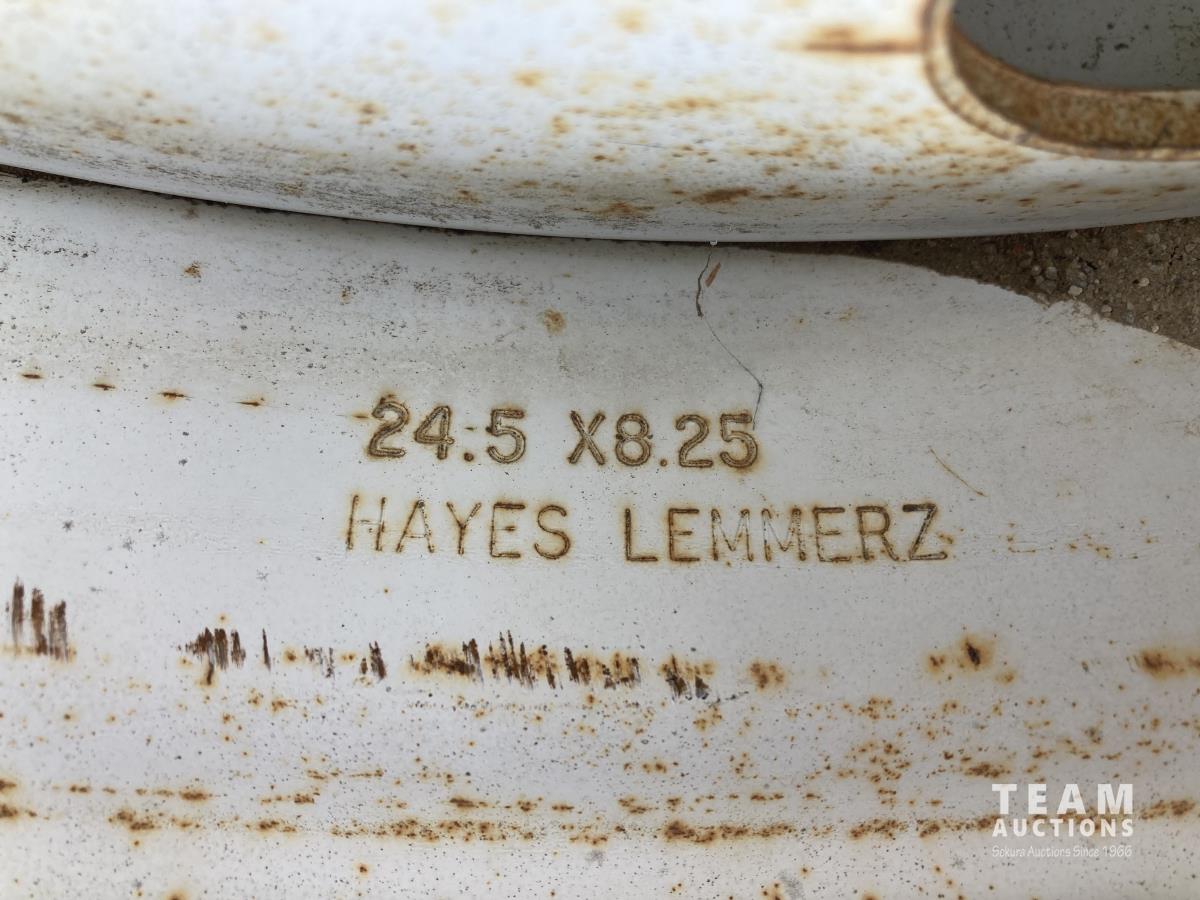 24.5 X8.25
HAYES LEMMERZ
TEAM
AUCTIONS
Sokura Auctions Since 1966